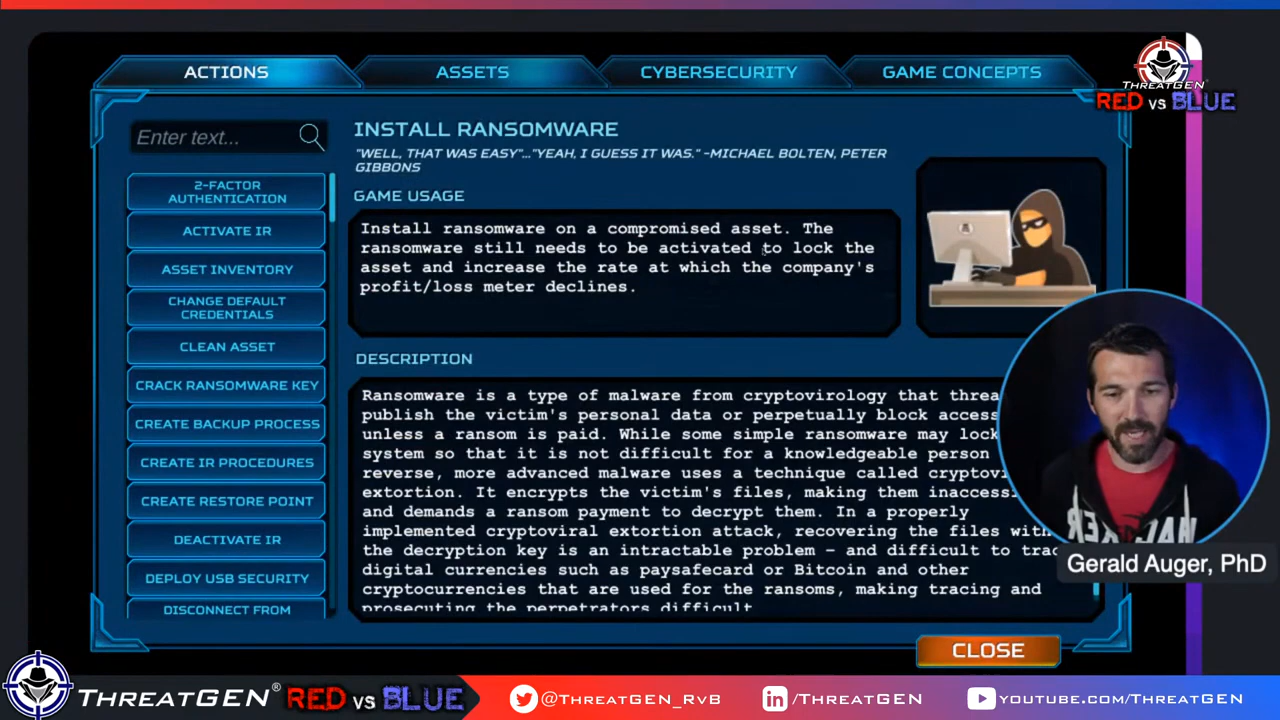 ACTIONS
ASSETS
CYBERSECURITY
GAME CONCEPTS
THREATGEN®
RED VS BLUE
Enter text...
2-FACTOR
AUTHENTICATION
ACTIVATE IR
ASSET INVENTORY
CHANGE DEFAULT
CREDENTIALS
CLEAN ASSET
CRACK RANSOMWARE KEY
CREATE BACKUP PROCESS
CREATE IR PROCEDURES
CREATE RESTORE POINT
DEACTIVATE IR
DEPLOY USB SECURITY
DISCONNECT FROM
INSTALL RANSOMWARE
"WELL, THAT WAS EASY"..."YEAH, I GUESS IT WAS." -MICHAEL BOLTEN, PETER
GIBBONS
GAME USAGE
Install ransomware on a compromised asset. The
ransomware still needs to be activated to lock the
asset and increase the rate at which the company's
profit/loss meter declines.
DESCRIPTION
Ransomware is a type of malware from cryptovirology that
publish the victim's personal data or perpetually block access
unless a ransom is paid. While some simple ransomware may lock
system so that it is not difficult for a knowledgeable person
reverse, more advanced malware uses a technique called
extortion. It encrypts the victim's files, making them
and demands a ransom payment to decrypt them. In a properly
implemented cryptoviral extortion attack, recovering the files
the decryption key is an intractable problem – and difficult to
digital currencies such as paysafecard or Bitcoin and other
cryptocurrencies that are used for the ransoms, making tracing and
prosecuting the perpetrators difficult
Gerald Auger, PhD
CLOSE
THREATGEN® RED VS BLUE
@THREATGEN_RVB
/THREATGEN
YOUTUBE.COM/THREATGEN